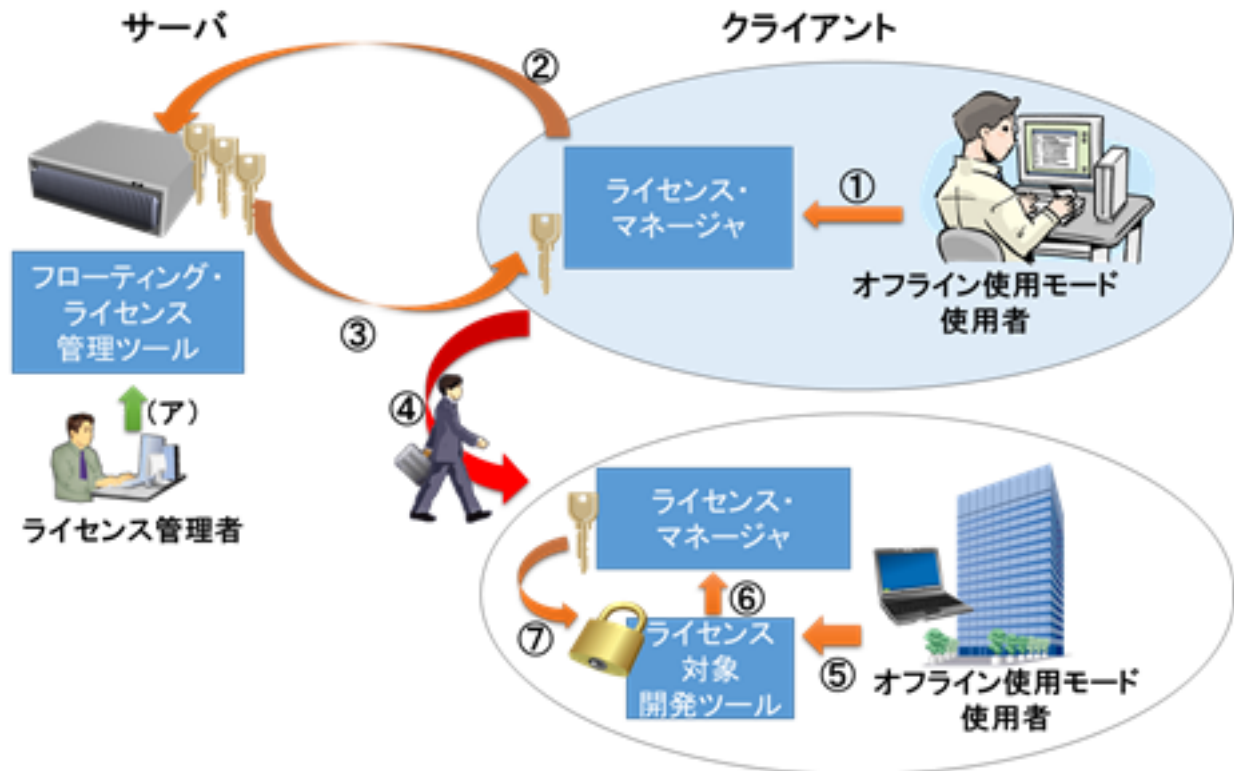 サーバ
クライアント
②
ライセンス・
マネージャ
①
オフライン使用モード
使用者
フローティング・
ライセンス
管理ツール
③
(ア)
ライセンス管理者
④
ライセンス・
マネージャ
⑥
⑦
ライセンス
対象
開発ツール
⑤
オフライン使用モード
使用者